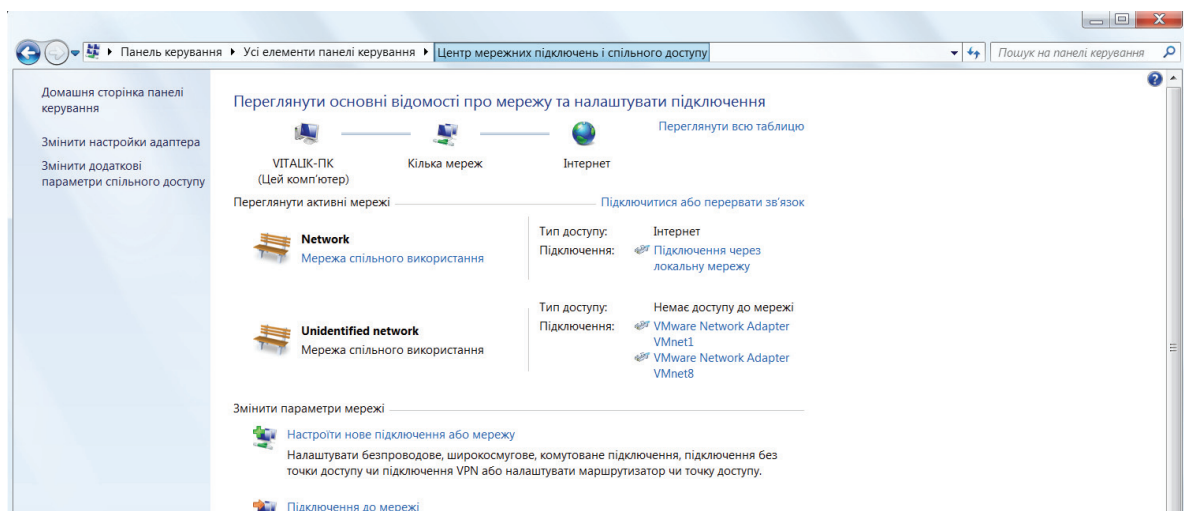 Панель керування ▸ Усі елементи панелі керування ▸ Центр мережних підключень і спільного доступу
Пошук на панелі керування
Домашня сторінка панелі
керування
Змінити настройки адаптера
Змінити додаткові
параметри спільного доступу
Переглянути основні відомості про мережу та налаштувати підключення
Переглянути всю таблицю
VITALIK-ПК
(Цей комп'ютер)
Кілька мереж
Інтернет
Переглянути активні мережі
Підключитися або перервати зв'язок
Network
Мережа спільного використання
Тип доступу: Інтернет
Підключення: Підключення через
локальну мережу
Unidentified network
Мережа спільного використання
Тип доступу: Немає доступу до мережі
Підключення: VMware Network Adapter
VMnet1
VMware Network Adapter
VMnet8
Змінити параметри мережі
Настроїти нове підключення або мережу
Налаштувати безпроводове, широкосмугове, комутоване підключення, підключення без
точки доступу чи підключення VPN або налаштувати маршрутизатор чи точку доступу.
Підключення до мережі